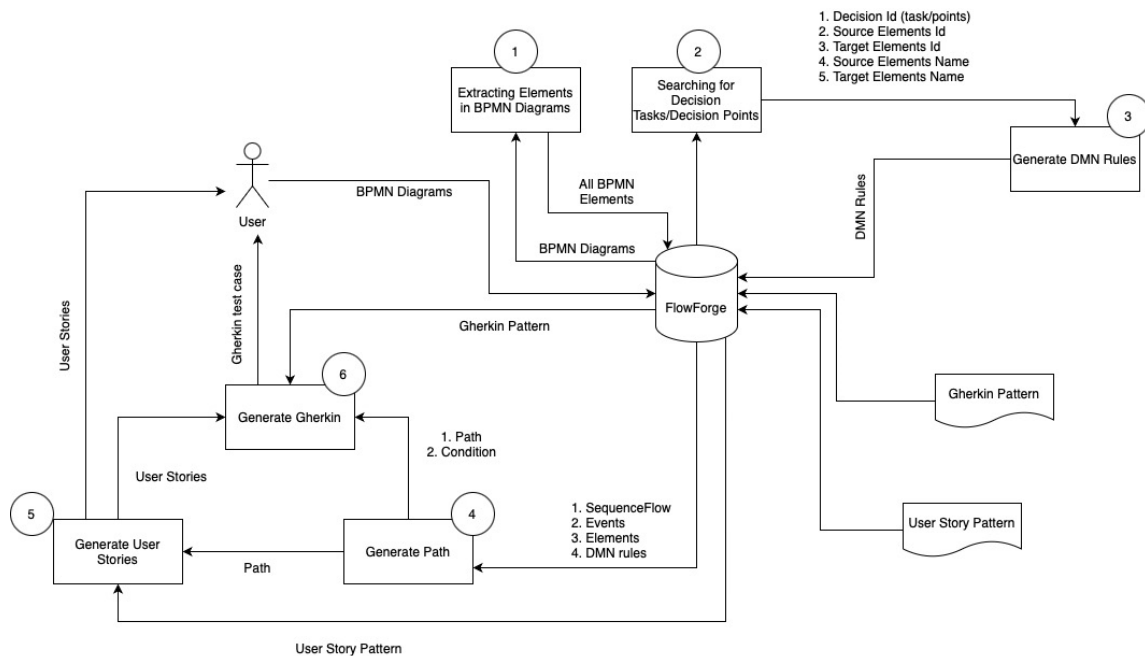 1. Decision Id (task/points)
2. Source Elements Id
3. Target Elements Id
4. Source Elements Name
5. Target Elements Name
1
2
3
Extracting Elements
in BPMN Diagrams
Searching for
Decision
Tasks/Decision Points
Generate DMN Rules
User
BPMN Diagrams
All BPMN
Elements
BPMN Diagrams
DMN Rules
FlowForge
Gherkin Pattern
User Stories
Gherkin test case
6
Generate Gherkin
Gherkin Pattern
1. Path
2. Condition
User Stories
5
Generate User
Stories
4
Generate Path
Path
1. SequenceFlow
2. Events
3. Elements
4. DMN rules
User Story Pattern
User Story Pattern